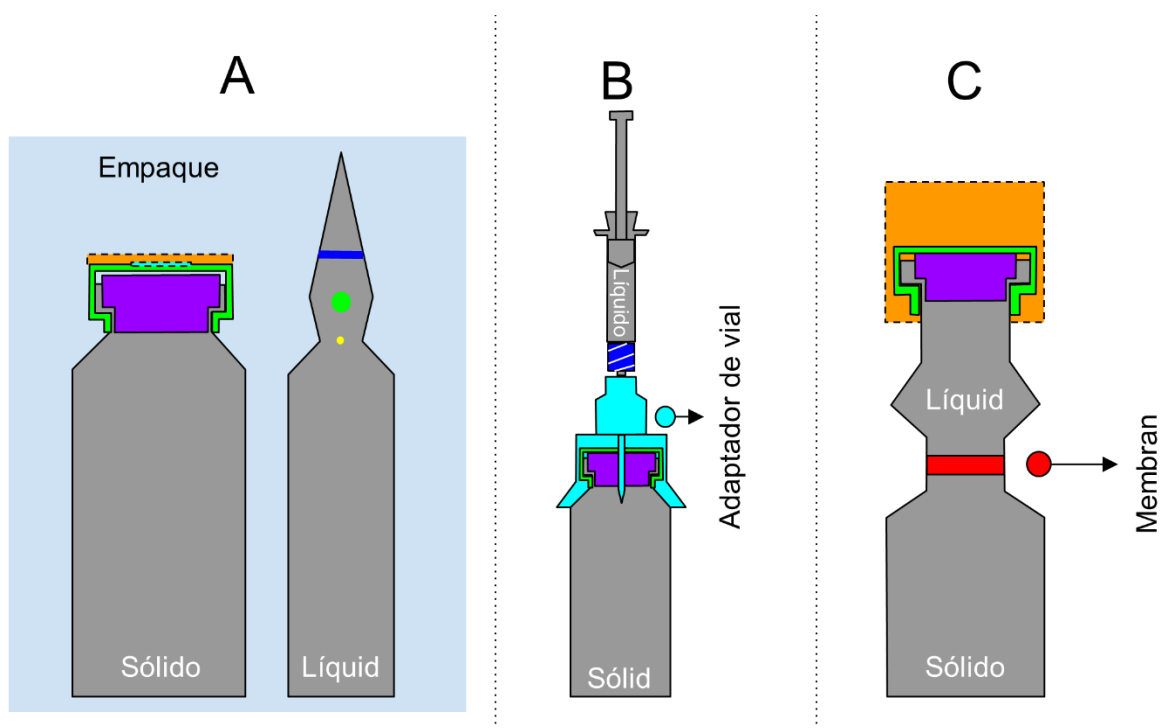 A
B
C
Empaque
Líquido
Adaptador de vial
Líquid
Membran
Sólido
Líquid
Sólid
Sólido